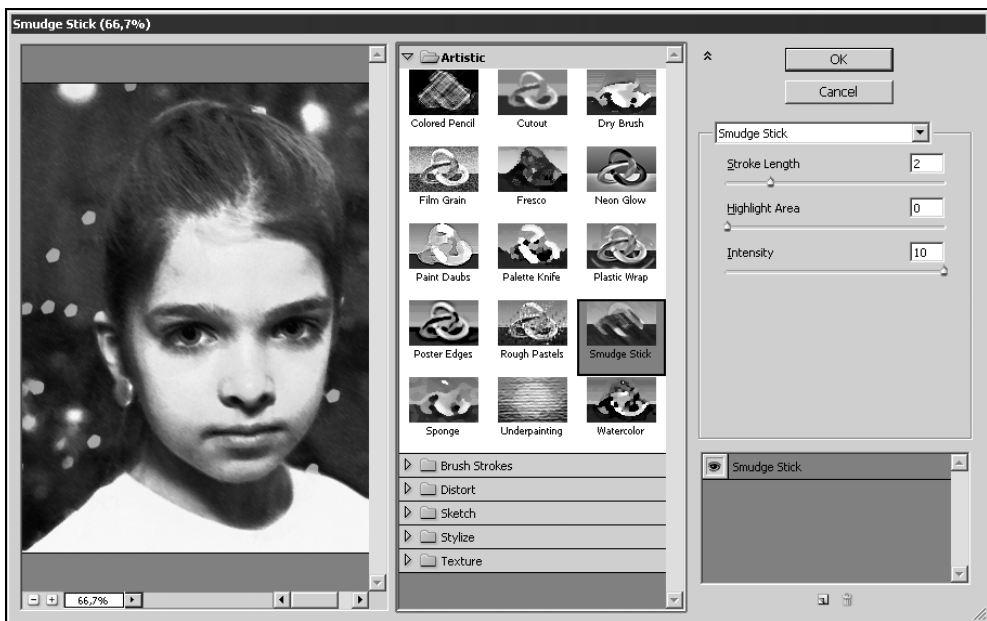 Smudge Stick (66,7%)
Artistic
Colored Pencil
Cutout
Dry Brush
Film Grain
Fresco
Neon Glow
Paint Daubs
Palette Knife
Plastic Wrap
Poster Edges
Rough Pastels
Smudge Stick
Sponge
Underpainting
Watercolor
Brush Strokes
Distort
Sketch
Stylize
Texture
66,7%
OK
Cancel
Smudge Stick
Stroke Length 2
Highlight Area 0
Intensity 10
Smudge Stick